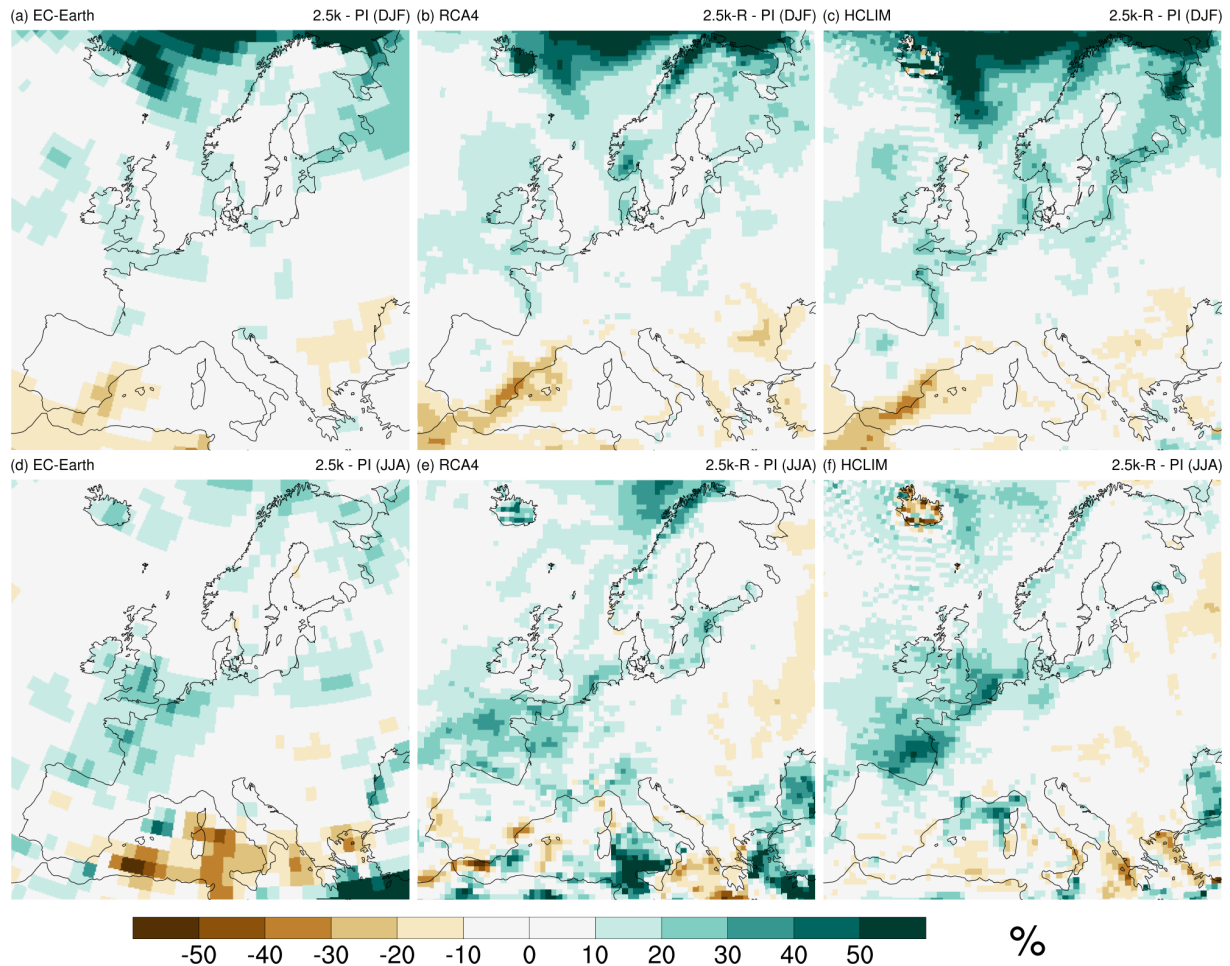 (a) EC-Earth 2.5k - PI (DJF) (b) RCA4 2.5k-R - PI (DJF) (c) HCLIM 2.5k-R - PI (DJF)
(d) EC-Earth 2.5k - PI (JJA) (e) RCA4 2.5k-R - PI (JJA) (f) HCLIM 2.5k-R - PI (JJA)
-50 -40 -30 -20 -10 0 10 20 30 40 50 %